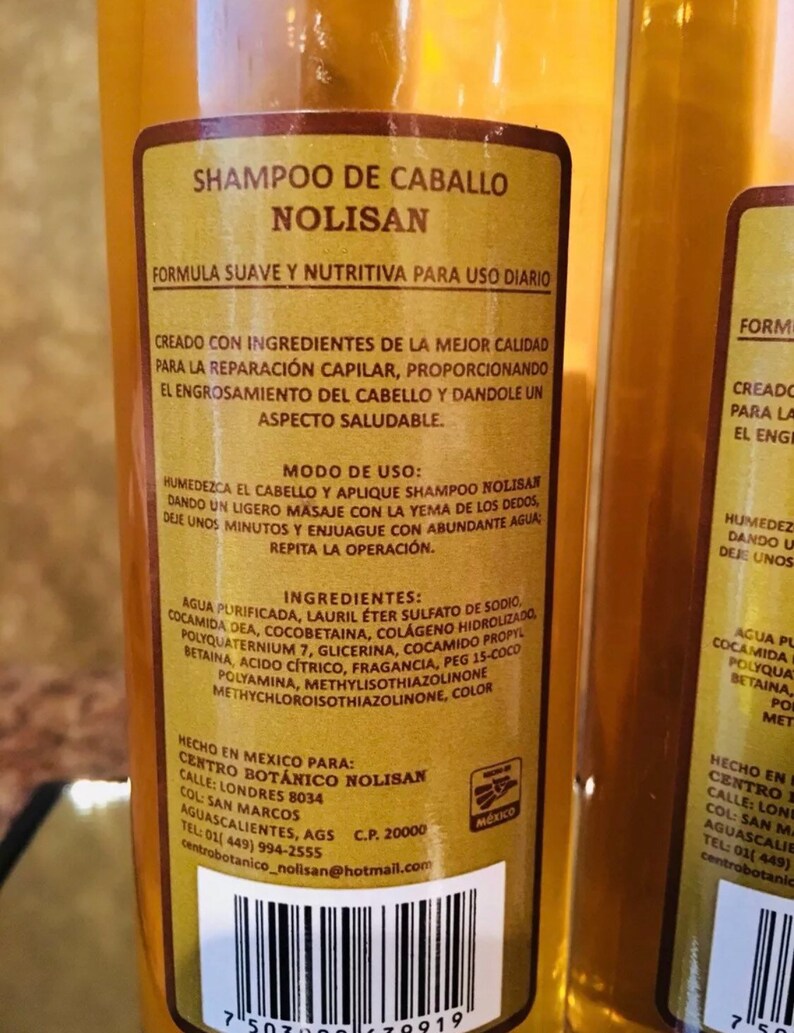 SHAMPOO DE CABALLO
NOLISAN
FORMULA SUAVE Y NUTRITIVA PARA USO DIARIO
CREADO CON INGREDIENTES DE LA MEJOR CALIDAD
PARA LA REPARACIÓN CAPILAR, PROPORCIONANDO
EL ENGROSAMIENTO DEL CABELLO Y DANDOLE UN
ASPECTO SALUDABLE.
MODO DE USO:
HUMEDEZCA EL CABELLO Y APLIQUE SHAMPOO NOLISAN
DANDO UN LIGERO MASAJE CON LA YEMA DE LOS DEDOS,
DEJE UNOS MINUTOS Y ENJUAGUE CON ABUNDANTE AGUA;
REPITA LA OPERACIÓN.
INGREDIENTES:
AGUA PURIFICADA, LAURIL ÉTER SULFATO DE SODIO,
COCAMIDA DEA, COCOBETAINA, COLÁGENO HIDROLIZADO,
POLYQUATERNIUM 7, GLICERINA, COCAMIDO PROPYL
BETAINA, ACIDO CÍTRICO, FRAGANCIA, PEG 15-COCO
POLYAMINA, METHYLISOTHIAZOLINONE
METHYCHLOROISOTHIAZOLINONE, COLOR
HECHO EN MEXICO PARA:
CENTRO BOTÁNICO NOLISAN
CALLE: LONDRES 8034
COL: SAN MARCOS
AGUASCALIENTES, AGS C.P. 20000
TEL: 01( 449) 994-2555
centrobotanico_nolisan@hotmail.com
HECHO EN
MéXICO
FORM
CREADO
PARA LA
EL ENG
HUMEDEZ
DANDO U
DEJE UNOS
AGUA PU
COCAMIDA
POLYQUA
BETAINA,
PO
MET
HECHO EN
CENTRO
CALLE: LON
COL: SAN M
AGUASCALIE
TEL: 01( 449)
centrobotanic